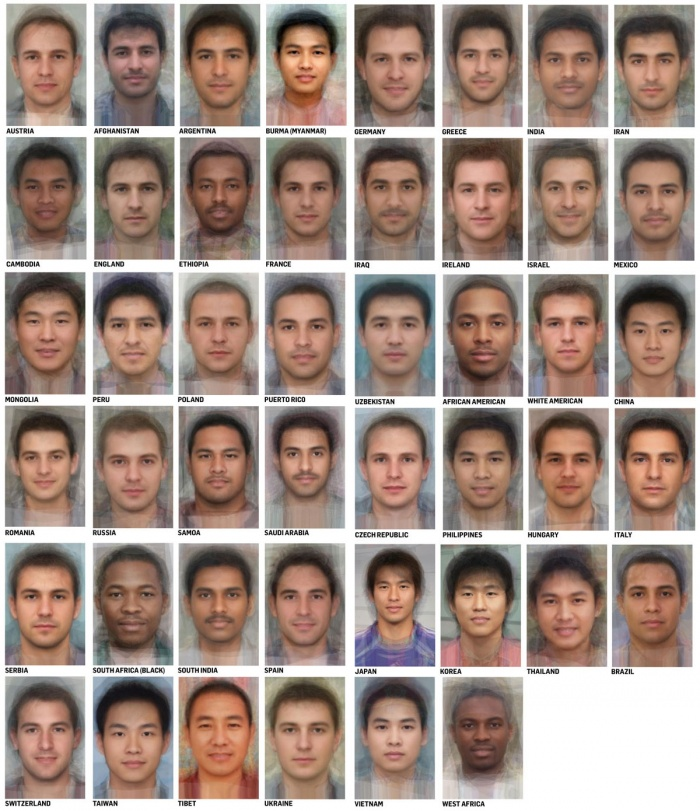 AUSTRIA
AFGHANISTAN
ARGENTINA
BURMA (MYANMAR)
GERMANY
GREECE
INDIA
IRAN
CAMBODIA
ENGLAND
ETHIOPIA
FRANCE
IRAQ
IRELAND
ISRAEL
MEXICO
MONGOLIA
PERU
POLAND
PUERTO RICO
UZBEKISTAN
AFRICAN AMERICAN
WHITE AMERICAN
CHINA
ROMANIA
RUSSIA
SAMOA
SAUDI ARABIA
CZECH REPUBLIC
PHILIPPINES
HUNGARY
ITALY
SERBIA
SOUTH AFRICA (BLACK)
SOUTH INDIA
SPAIN
JAPAN
KOREA
THAILAND
BRAZIL
SWITZERLAND
TAIWAN
TIBET
UKRAINE
VIETNAM
WEST AFRICA